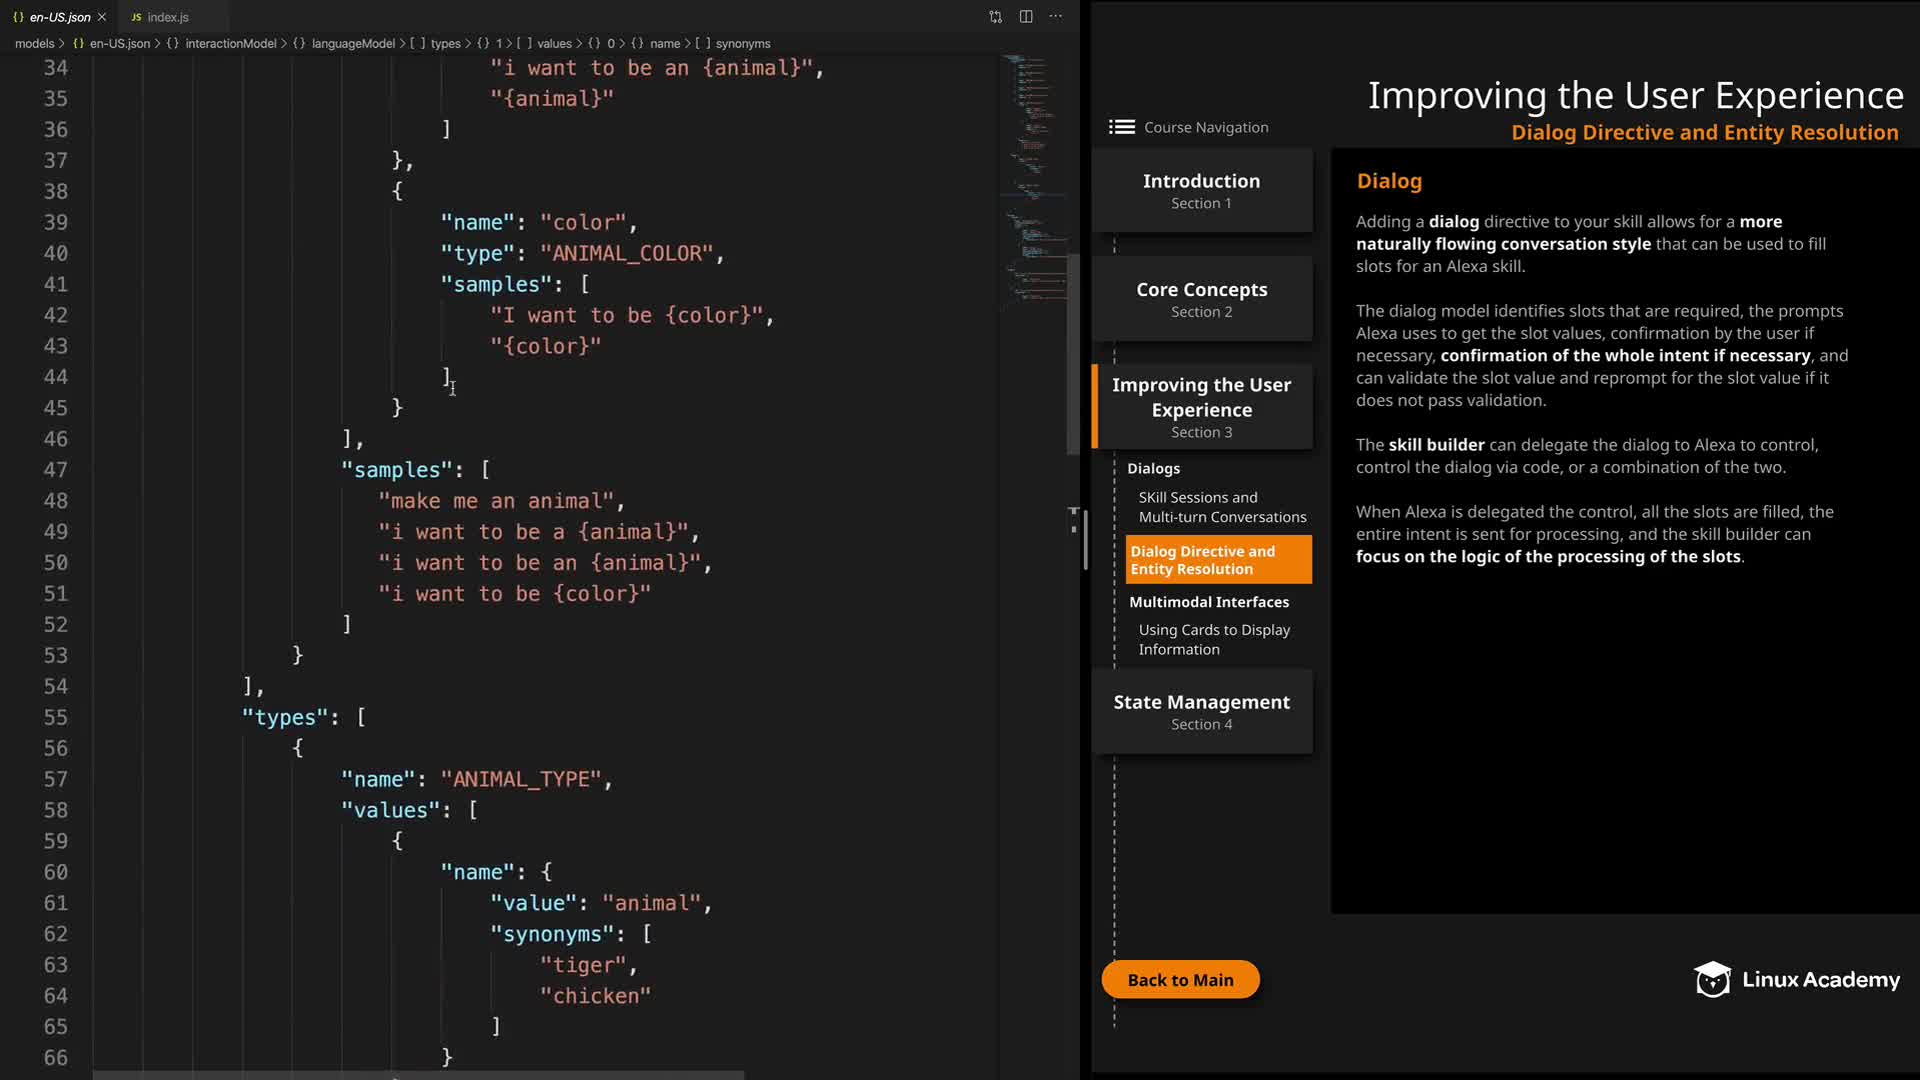 {} en-US.json ×
JS index.js
models > {} en-US.json > {} interactionModel > {} languageModel > [ ] types > {} 1 > [ ] values > {} 0 > {} name > [ ] synonyms
34 "i want to be an {animal}",
35 "{animal}"
36 ]
37 },
38 {
39 "name": "color",
40 "type": "ANIMAL_COLOR",
41 "samples": [
42 "I want to be {color}",
43 "{color}"
44 ]
45 }
46 ],
47 "samples": [
48 "make me an animal",
49 "i want to be a {animal}",
50 "i want to be an {animal}",
51 "i want to be {color}"
52 ]
53 }
54 ],
55 "types": [
56 {
57 "name": "ANIMAL_TYPE",
58 "values": [
59 {
60 "name": {
61 "value": "animal",
62 "synonyms": [
63 "tiger",
64 "chicken"
65 ]
66 }
Improving the User Experience
Dialog Directive and Entity Resolution
Course Navigation
Introduction
Section 1
Core Concepts
Section 2
Improving the User
Experience
Section 3
Dialogs
SKill Sessions and
Multi-turn Conversations
Dialog Directive and
Entity Resolution
Multimodal Interfaces
Using Cards to Display
Information
State Management
Section 4
Back to Main
Dialog
Adding a dialog directive to your skill allows for a more
naturally flowing conversation style that can be used to fill
slots for an Alexa skill.
The dialog model identifies slots that are required, the prompts
Alexa uses to get the slot values, confirmation by the user if
necessary, confirmation of the whole intent if necessary, and
can validate the slot value and reprompt for the slot value if it
does not pass validation.
The skill builder can delegate the dialog to Alexa to control,
control the dialog via code, or a combination of the two.
When Alexa is delegated the control, all the slots are filled, the
entire intent is sent for processing, and the skill builder can
focus on the logic of the processing of the slots.
Linux Academy